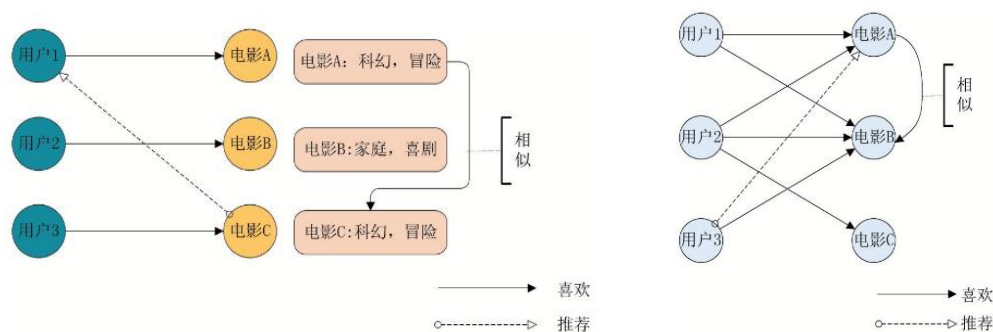 用户1
电影A
电影A：科幻，冒险
用户2
电影B
电影B:家庭，喜剧
相似
用户3
电影C
电影C:科幻，冒险
喜欢
推荐
用户1
电影A
相似
用户2
电影B
用户3
电影C
喜欢
推荐